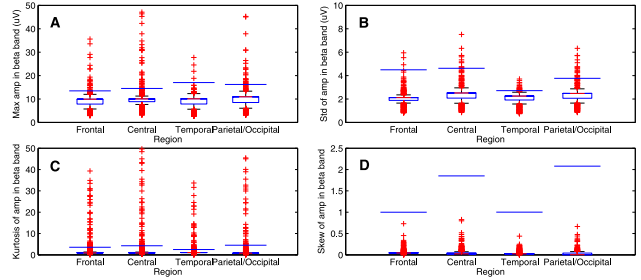 A
Max amp in beta band (uV)
50
40
30
20
10
0
Frontal Central Temporal Parietal/Occipital
Region
B
Std of amp in beta band (uV)
10
8
6
4
2
0
Frontal Central Temporal Parietal/Occipital
Region
C
Kurtosis of amp in beta band
50
40
30
20
10
0
Frontal Central Temporal Parietal/Occipital
Region
D
Skew of amp in beta band
2.5
2
1.5
1
0.5
0
Frontal Central Temporal Parietal/Occipital
Region